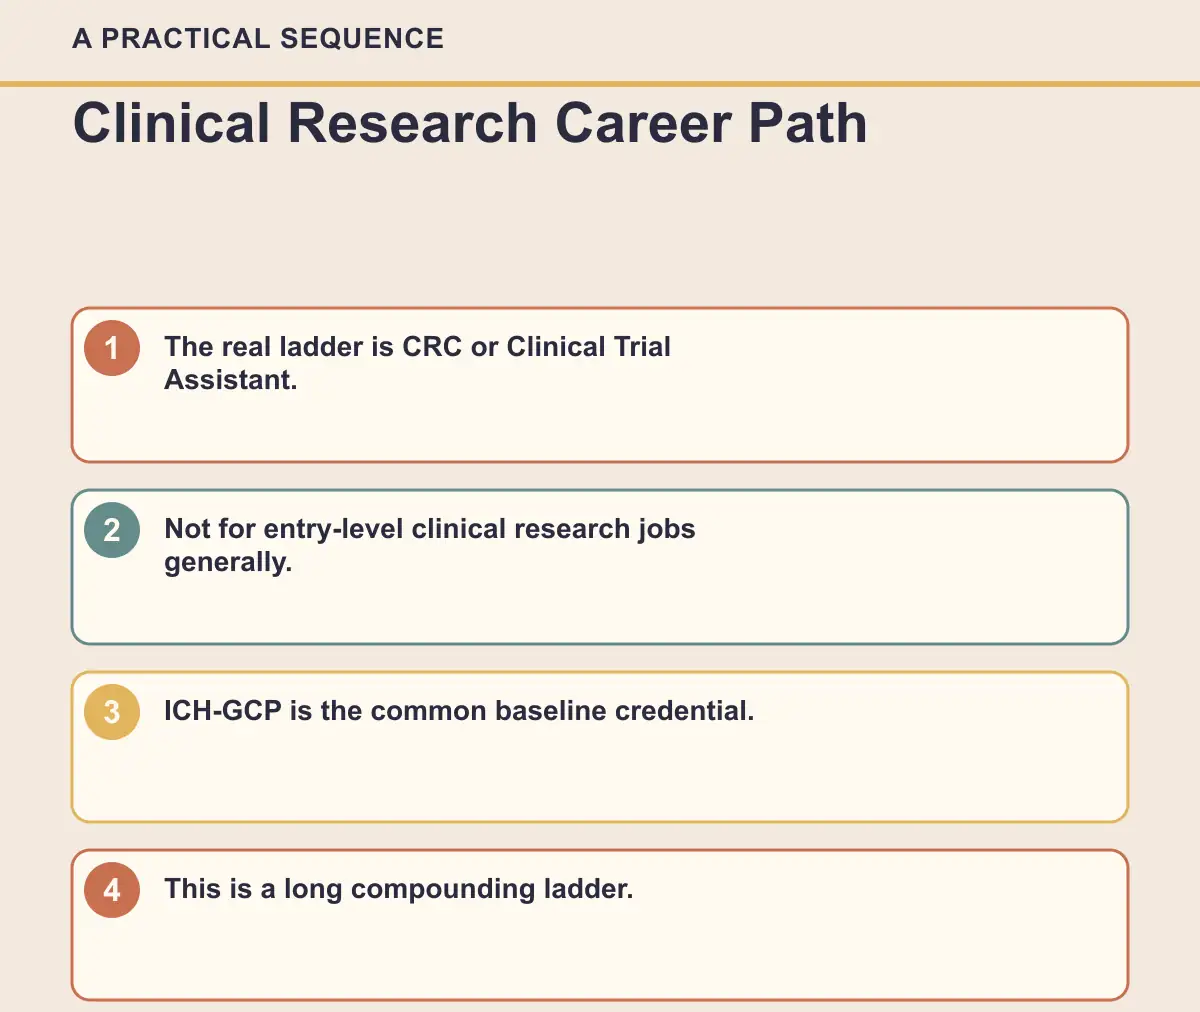 A PRACTICAL SEQUENCE
Clinical Research Career Path
1
The real ladder is CRC or Clinical Trial
Assistant.
2
Not for entry-level clinical research jobs
generally.
3
ICH-GCP is the common baseline credential.
4
This is a long compounding ladder.